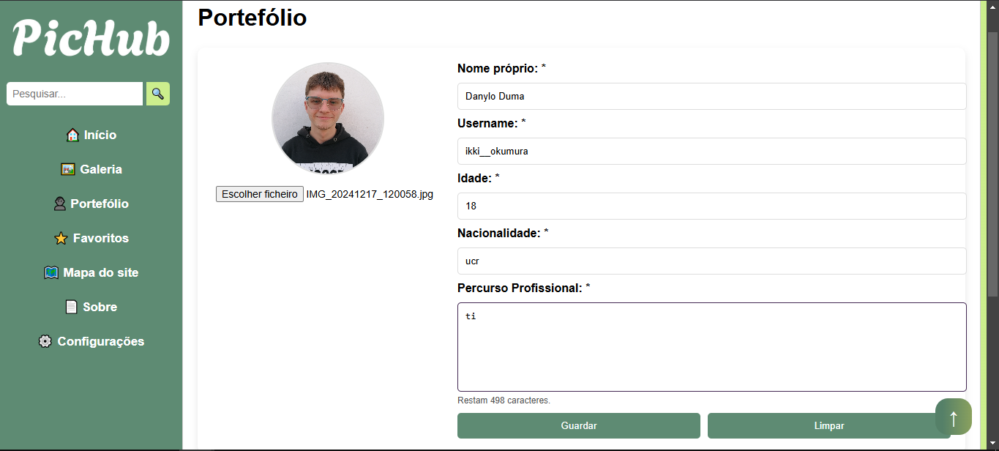 PicHub
Pesquisar...
Início
Galeria
Portefólio
Favoritos
Mapa do site
Sobre
Configurações
Portefólio
Escolher ficheiro IMG_20241217_120058.jpg
Nome próprio: *
Danylo Duma
Username: *
ikki__okumura
Idade: *
18
Nacionalidade: *
ucr
Percurso Profissional: *
ti
Restam 498 caracteres.
Guardar
Limpar
↑